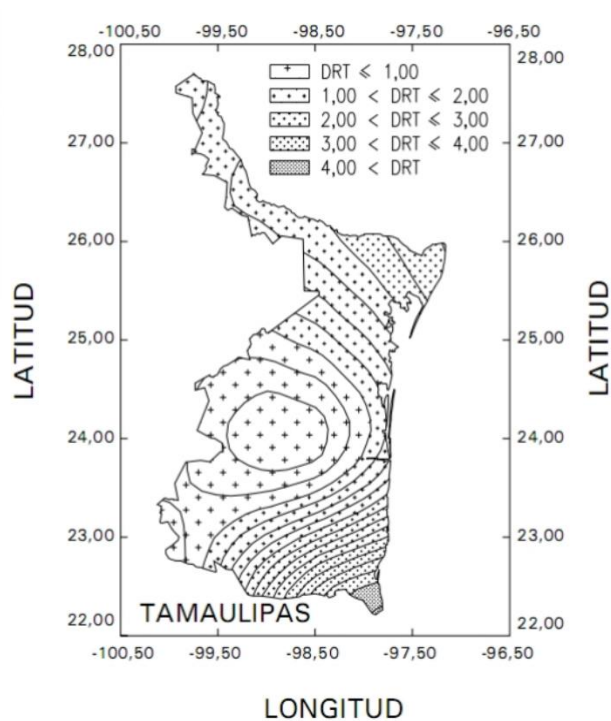 -100,50 -99,50 -98,50 -97,50 -96,50
28,00 28,00
DRT ≤ 1,00
1,00 < DRT ≤ 2,00
2,00 < DRT ≤ 3,00
27,00 27,00
3,00 < DRT ≤ 4,00
4,00 < DRT
26,00 26,00
LATITUD LATITUD
25,00 25,00
24,00 24,00
23,00 23,00
22,00 TAMAULIPAS 22,00
-100,50 -99,50 -98,50 -97,50 -96,50
LONGITUD